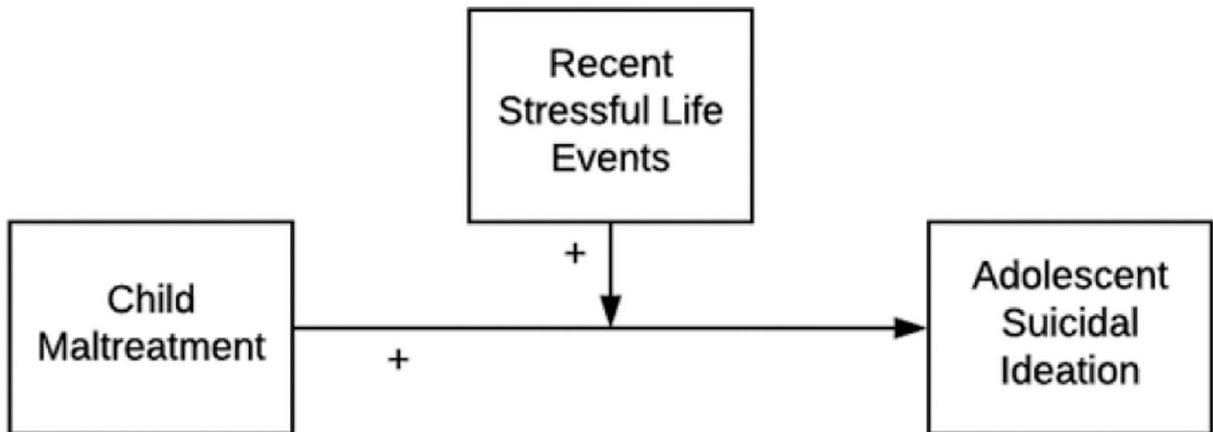 Recent
Stressful Life
Events
+
Child
Maltreatment
+
Adolescent
Suicidal
Ideation